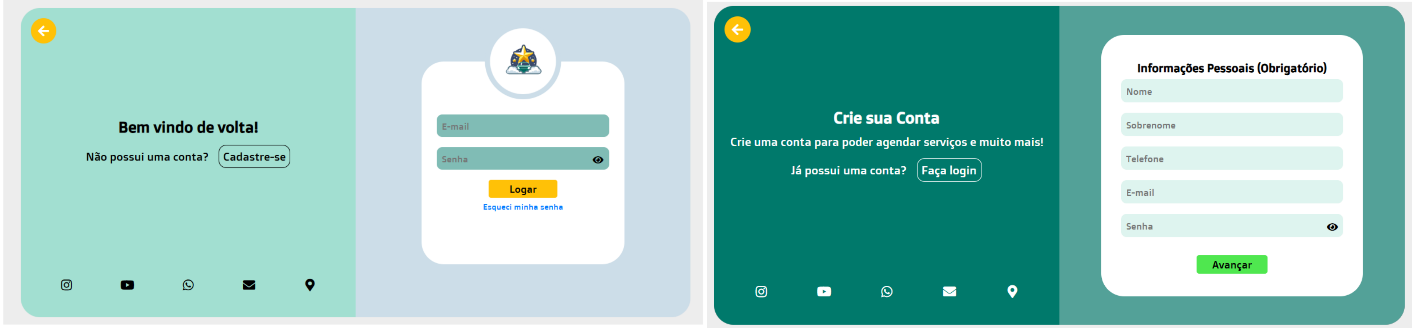 Bem vindo de volta!
Não possui uma conta? Cadastre-se
E-mail
Senha
Logar
Esqueci minha senha
Crie sua Conta
Crie uma conta para poder agendar serviços e muito mais!
Já possui uma conta? Faça login
Informações Pessoais (Obrigatório)
Nome
Sobrenome
Telefone
E-mail
Senha
Avançar